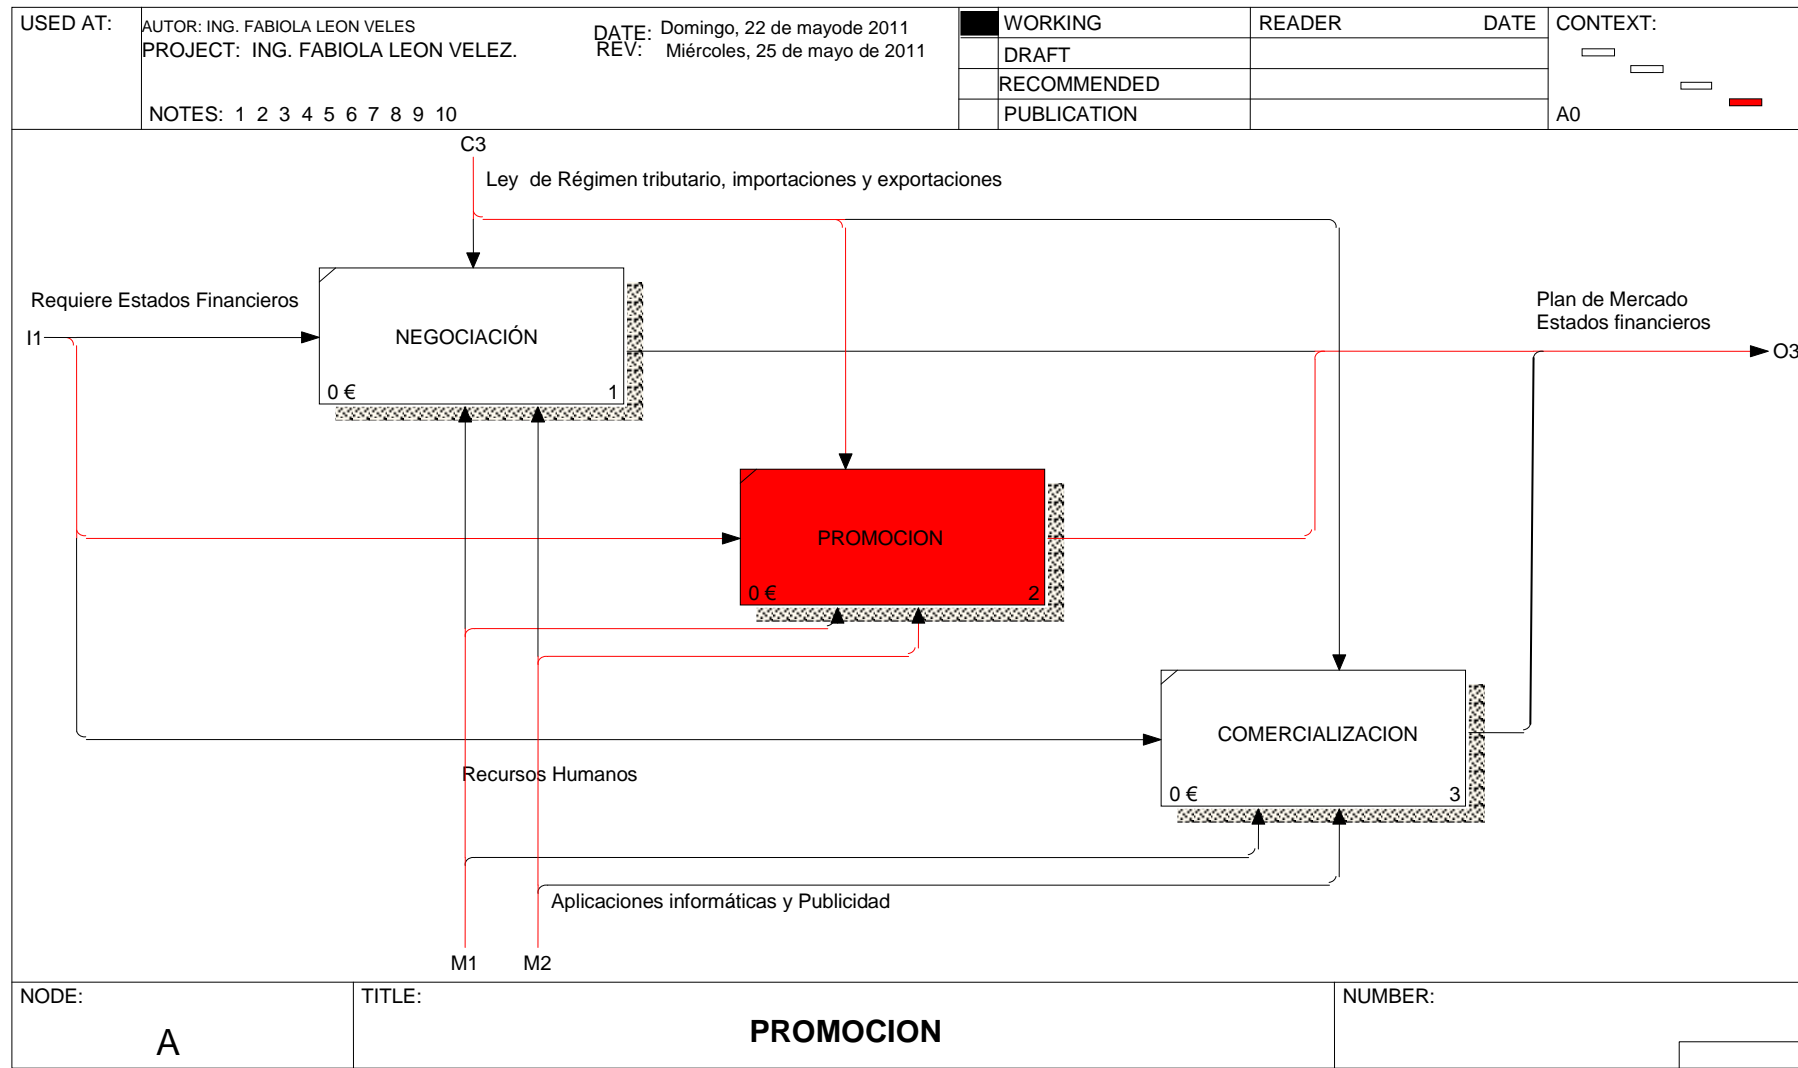 USED AT:
AUTOR: ING. FABIOLA LEON VELES
PROJECT: ING. FABIOLA LEON VELEZ.
DATE: Domingo, 22 de mayode 2011
REV: Miércoles, 25 de mayo de 2011
NOTES: 1 2 3 4 5 6 7 8 9 10
WORKING
DRAFT
RECOMMENDED
PUBLICATION
READER DATE
CONTEXT:
A0
C3
Ley de Régimen tributario, importaciones y exportaciones
Requiere Estados Financieros
I1
NEGOCIACIÓN
0 € 1
Plan de Mercado
Estados financieros
O3
PROMOCION
0 € 2
COMERCIALIZACION
0 € 3
Recursos Humanos
Aplicaciones informáticas y Publicidad
M1 M2
NODE:
A
TITLE:
PROMOCION
NUMBER: